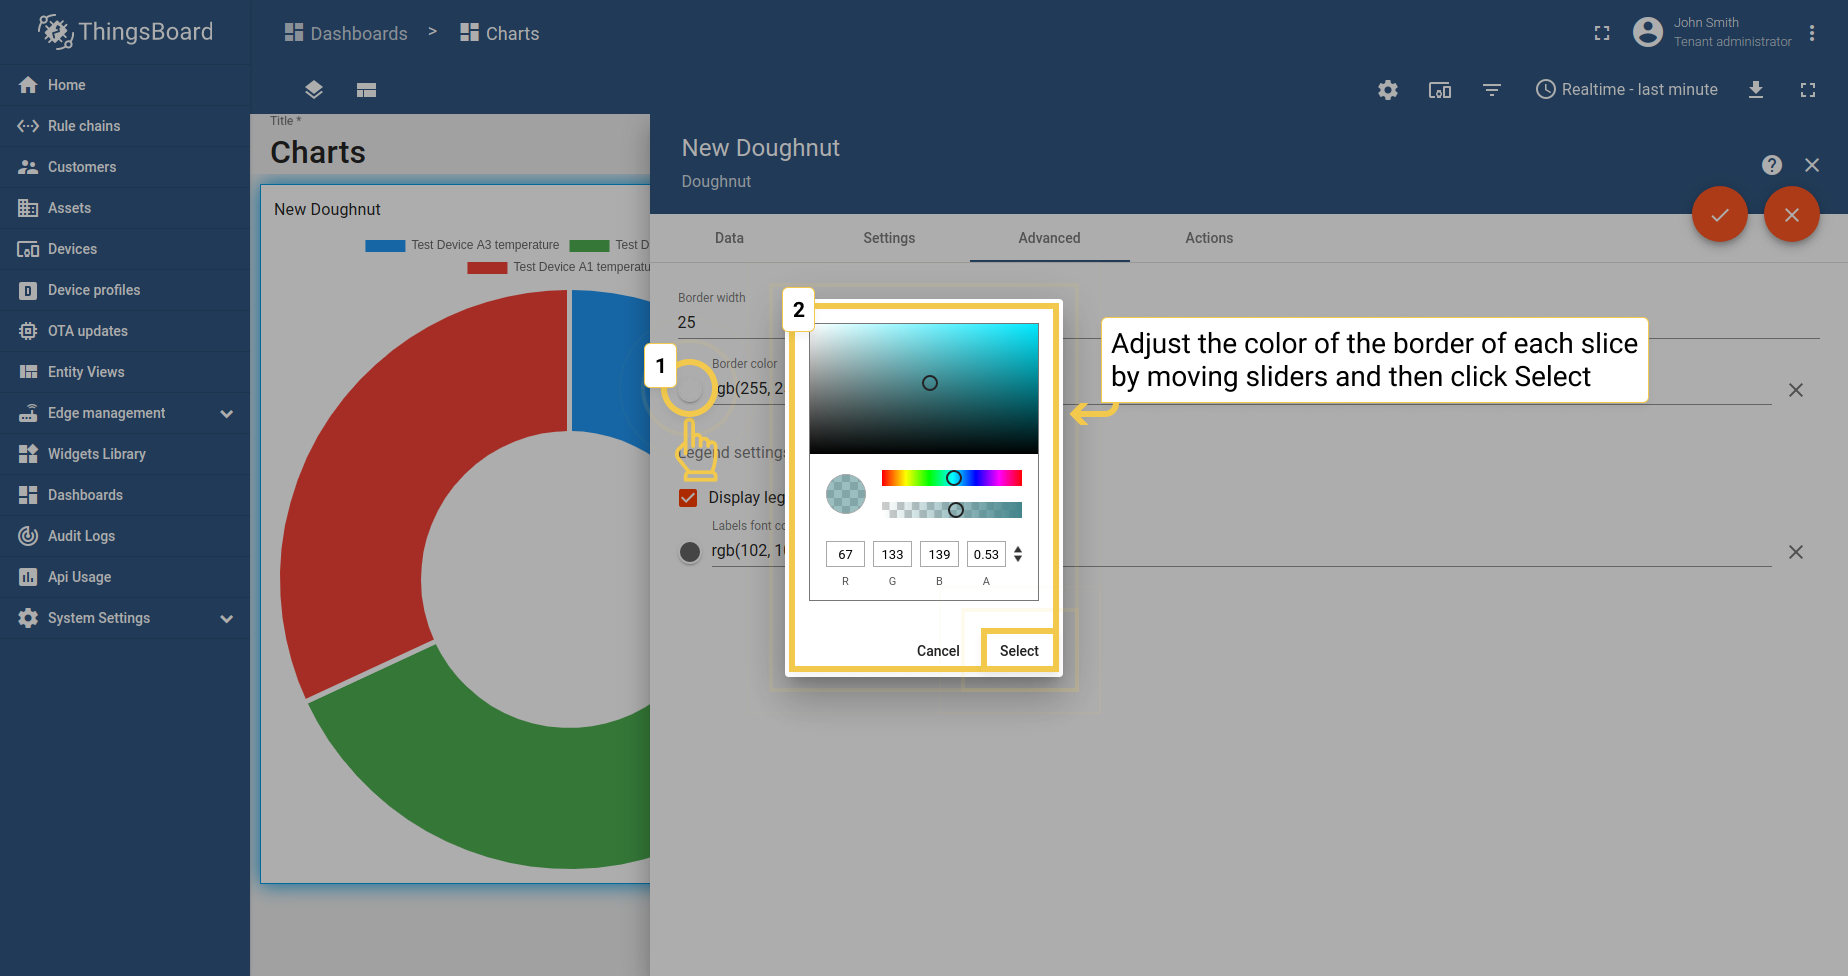 ThingsBoard
Dashboards > Charts
John Smith
Tenant administrator
Home
Rule chains
Customers
Assets
Devices
Device profiles
OTA updates
Entity Views
Edge management
Widgets Library
Dashboards
Audit Logs
Api Usage
System Settings
Realtime - last minute
Title *
Charts
New Doughnut
Test Device A3 temperature Test D
Test Device A1 temperatu
New Doughnut
Doughnut
?
Data Settings Advanced Actions
Border width
25
1
Border color
gb(255, 2
Legend settings
Display leg
Labels font co
rgb(102, 10
2
67 133 139 0.53
R G B A
Cancel Select
Adjust the color of the border of each slice
by moving sliders and then click Select